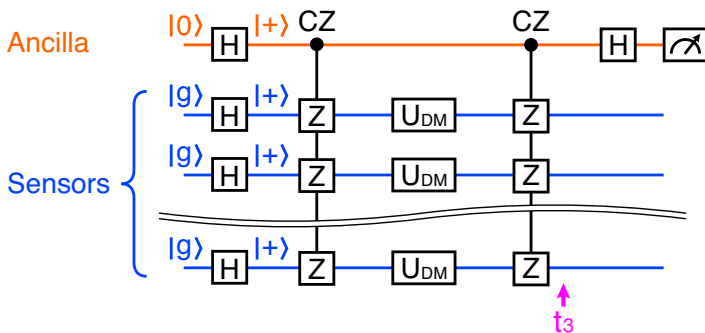 |0⟩ |+⟩ CZ CZ
Ancilla H H
|g⟩ |+⟩
H Z U_DM Z
|g⟩ |+⟩
Sensors H Z U_DM Z
|g⟩ |+⟩
H Z U_DM Z
t₃